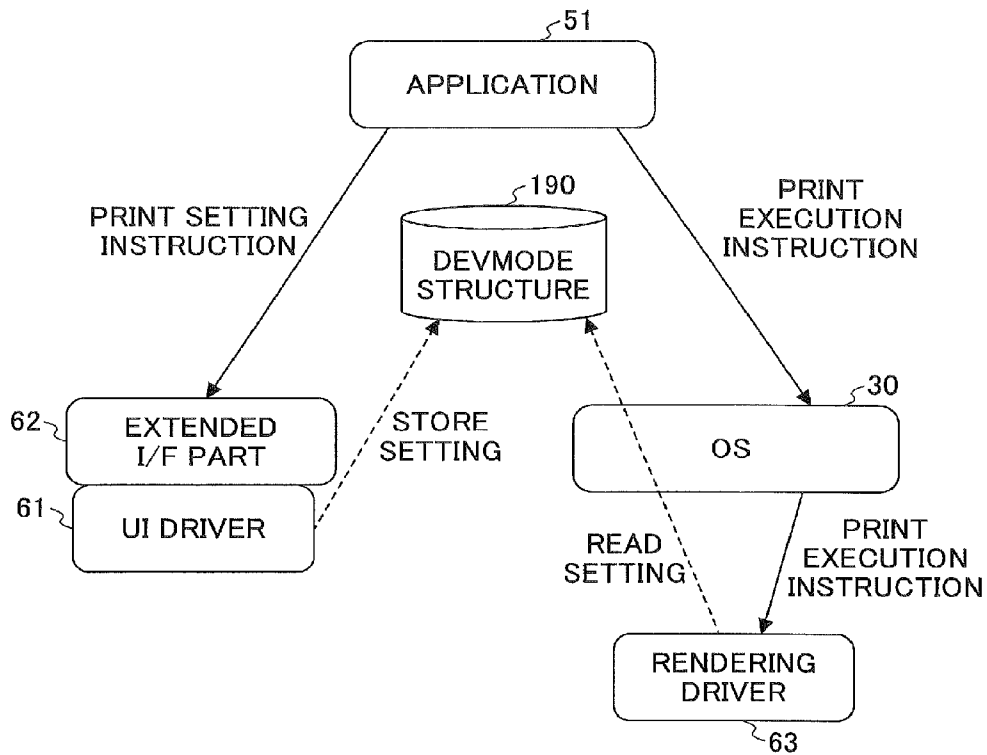 51
APPLICATION
190
PRINT SETTING
INSTRUCTION
PRINT
EXECUTION
INSTRUCTION
DEVMODE
STRUCTURE
62
EXTENDED
I/F PART
STORE
SETTING
30
OS
61
UI DRIVER
READ
SETTING
PRINT
EXECUTION
INSTRUCTION
RENDERING
DRIVER
63